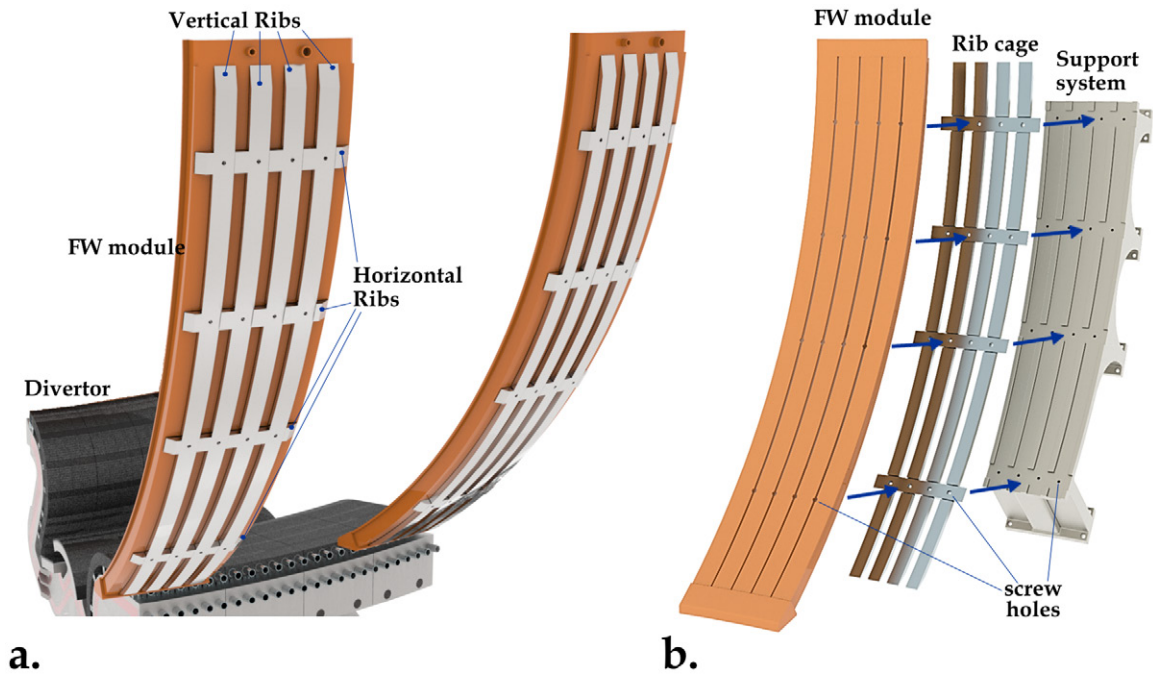 Vertical Ribs
FW module
Horizontal
Ribs
Divertor
a.
FW module
Rib cage
Support
system
screw
holes
b.